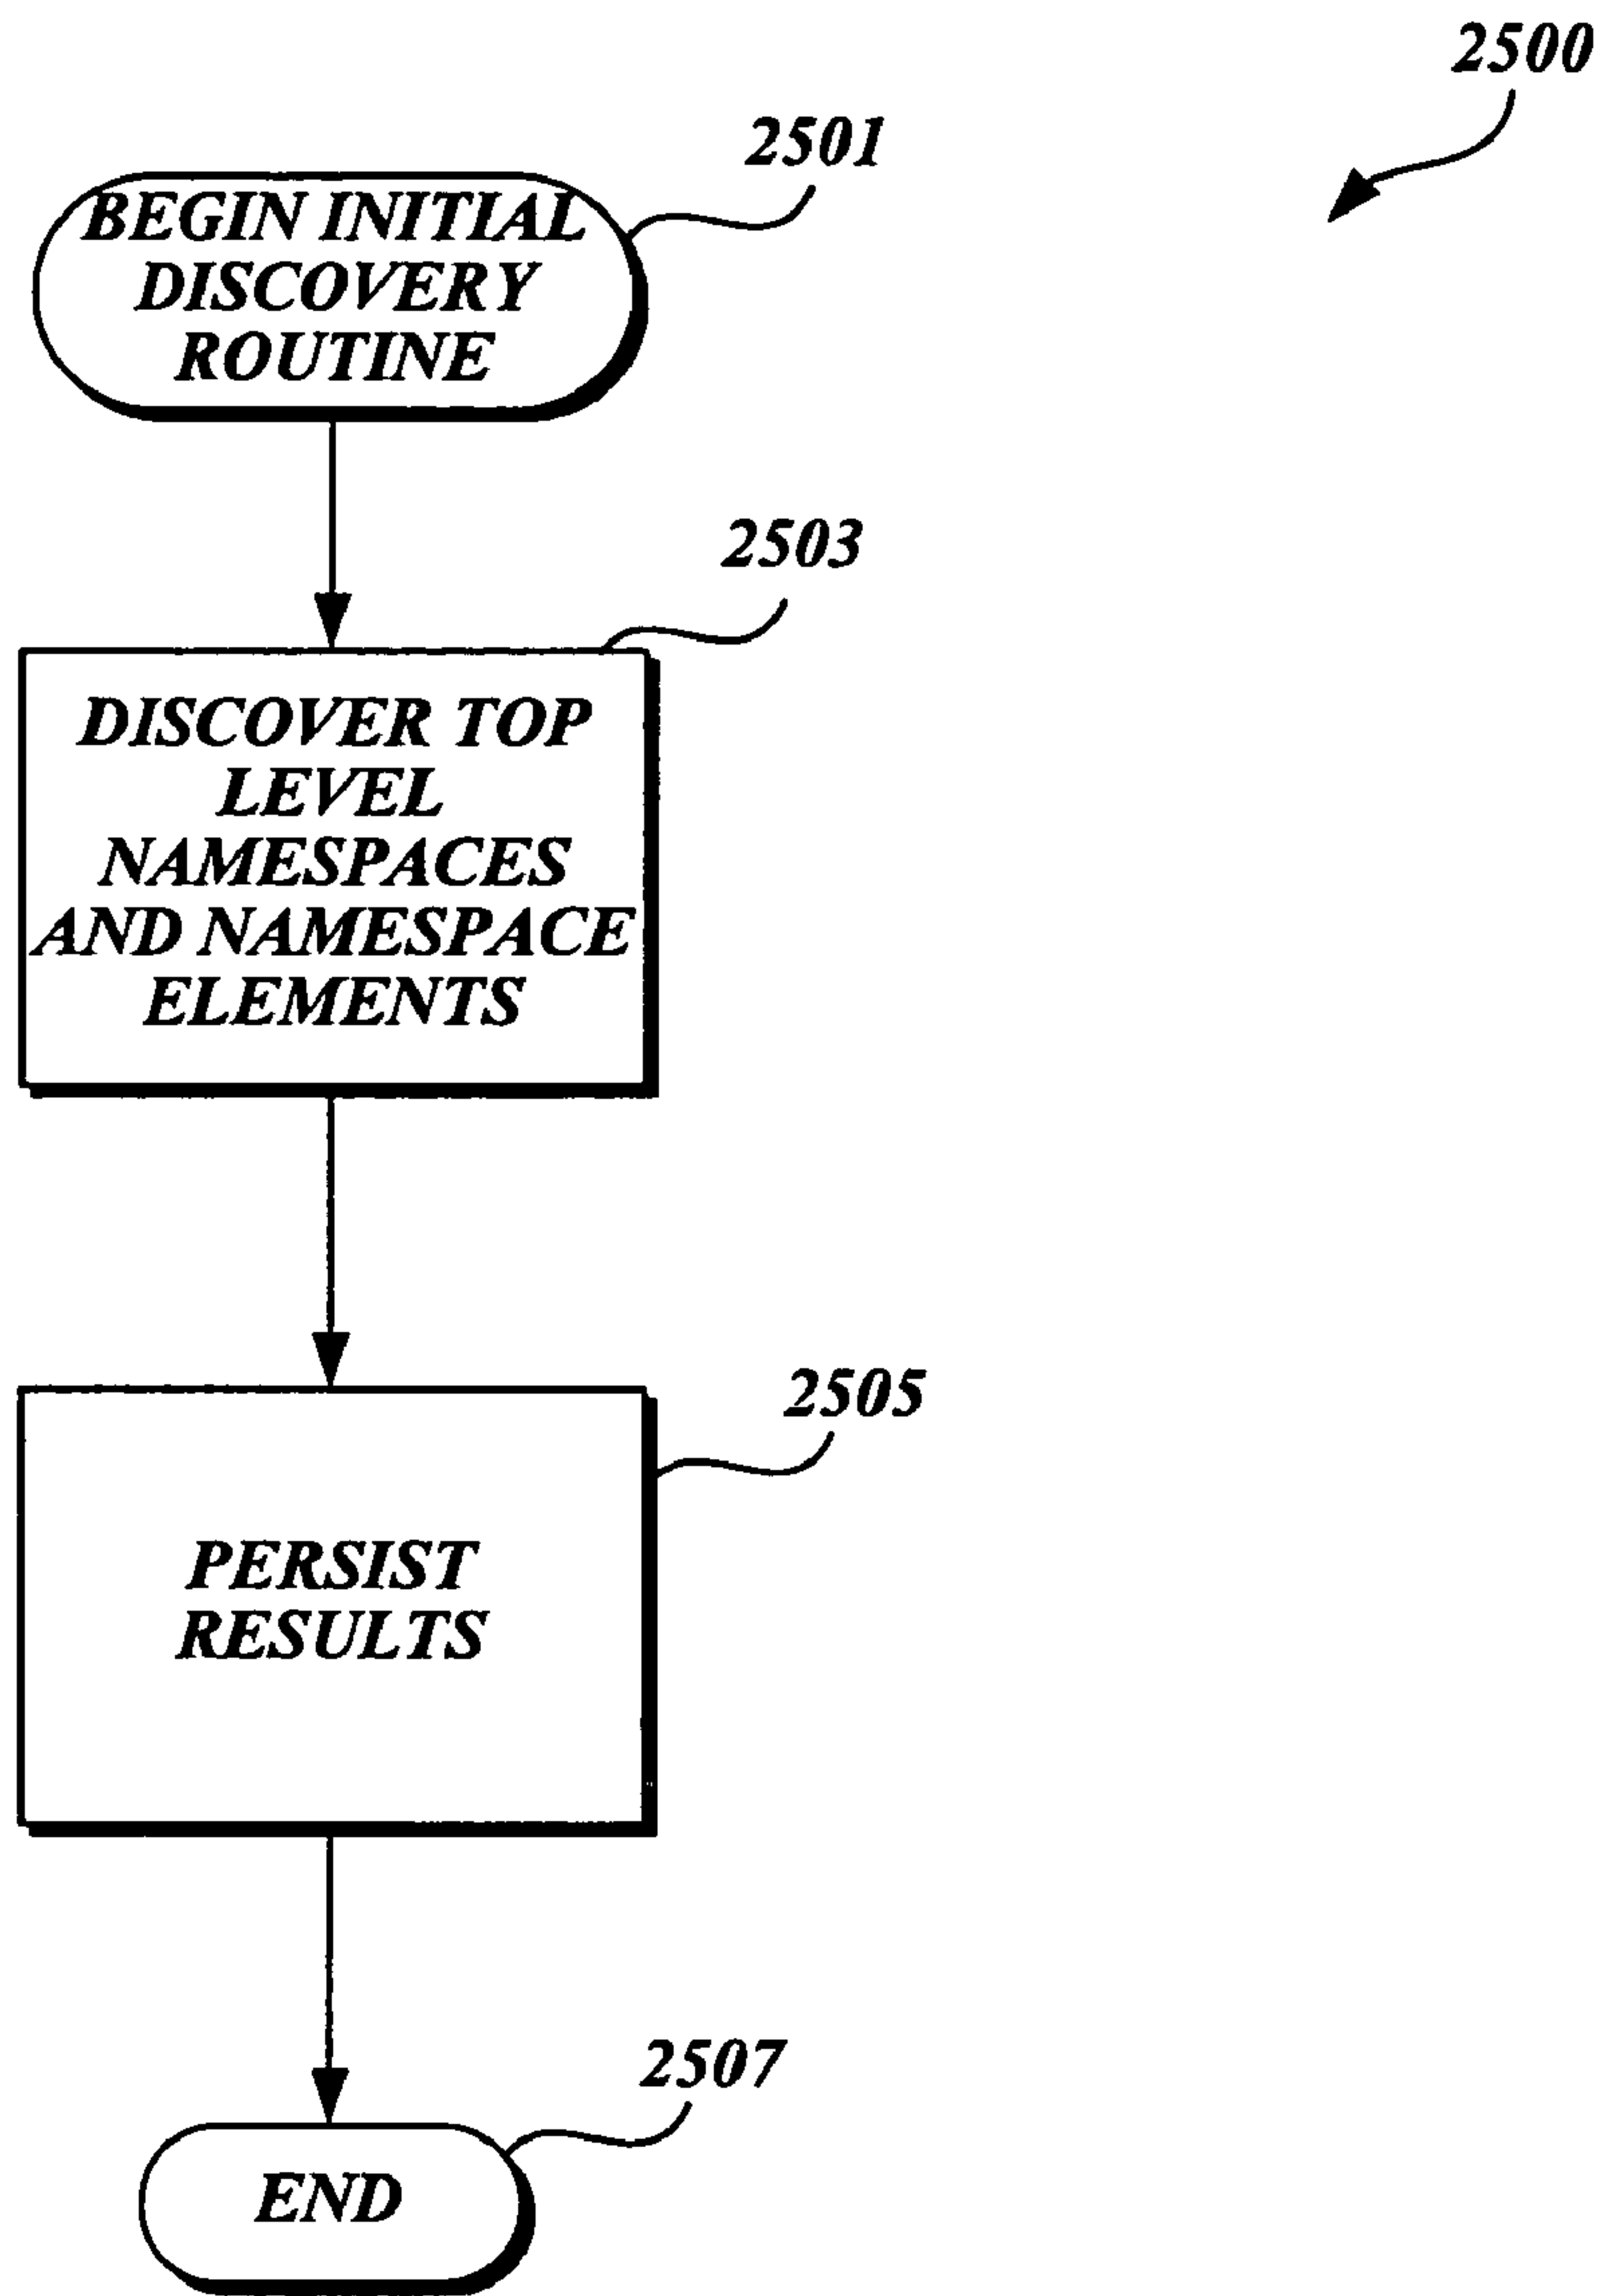 2500
2501
BEGIN INITIAL
DISCOVERY
ROUTINE
2503
DISCOVER TOP
LEVEL
NAMESPACES
AND NAMESPACE
ELEMENTS
2505
PERSIST
RESULTS
2507
END